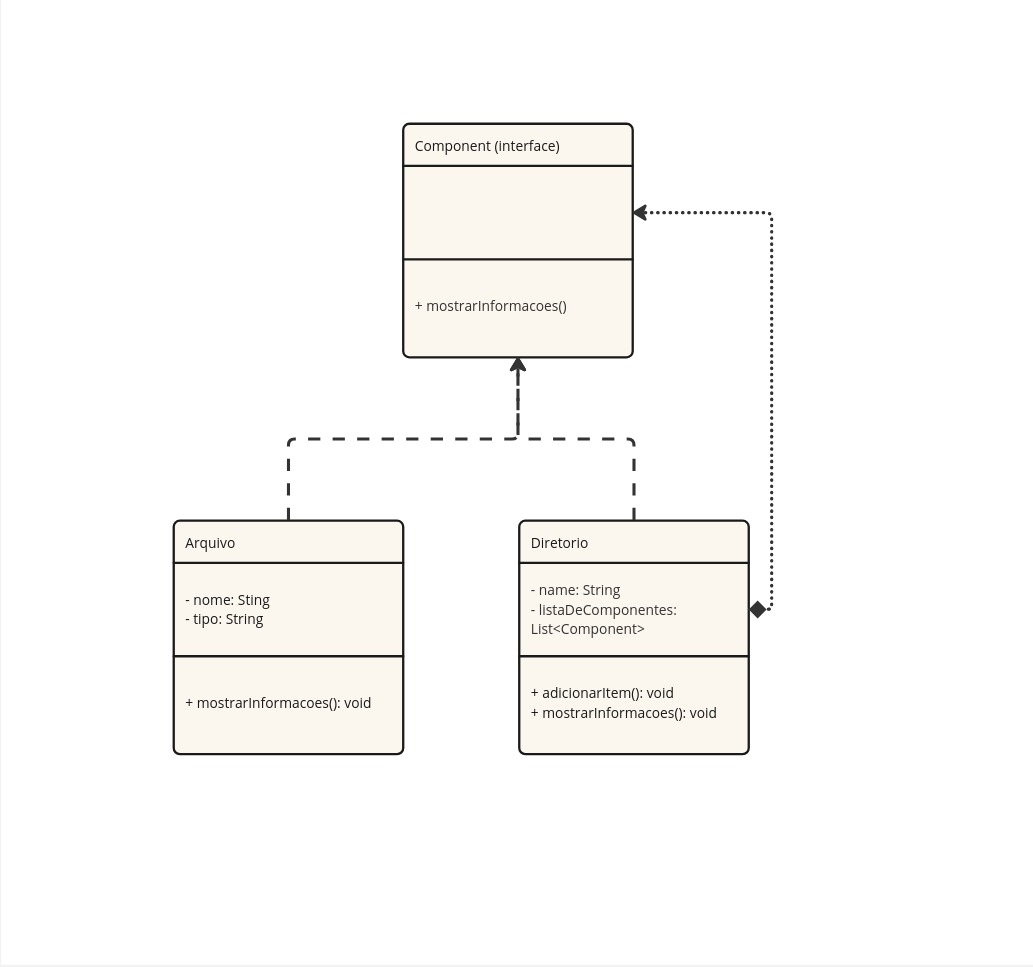 Component (interface)
+ mostrarInformacoes()
Arquivo
- nome: Sting
- tipo: String
+ mostrarInformacoes(): void
Diretorio
- name: String
- listaDeComponentes:
List<Component>
+ adicionarItem(): void
+ mostrarInformacoes(): void